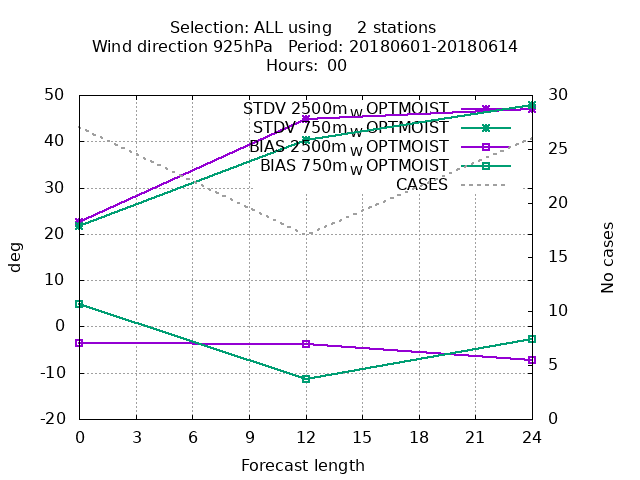 Selection: ALL using     2 stations
Wind direction 925hPa   Period: 20180601-20180614
Hours: 00
50
40
30
20
10
0
-10
-20
deg
STDV 2500m_W OPTMOIST
STDV 750m_W OPTMOIST
BIAS 2500m_W OPTMOIST
BIAS 750m_W OPTMOIST
CASES
30
25
20
15
10
5
0
No cases
0 3 6 9 12 15 18 21 24
Forecast length